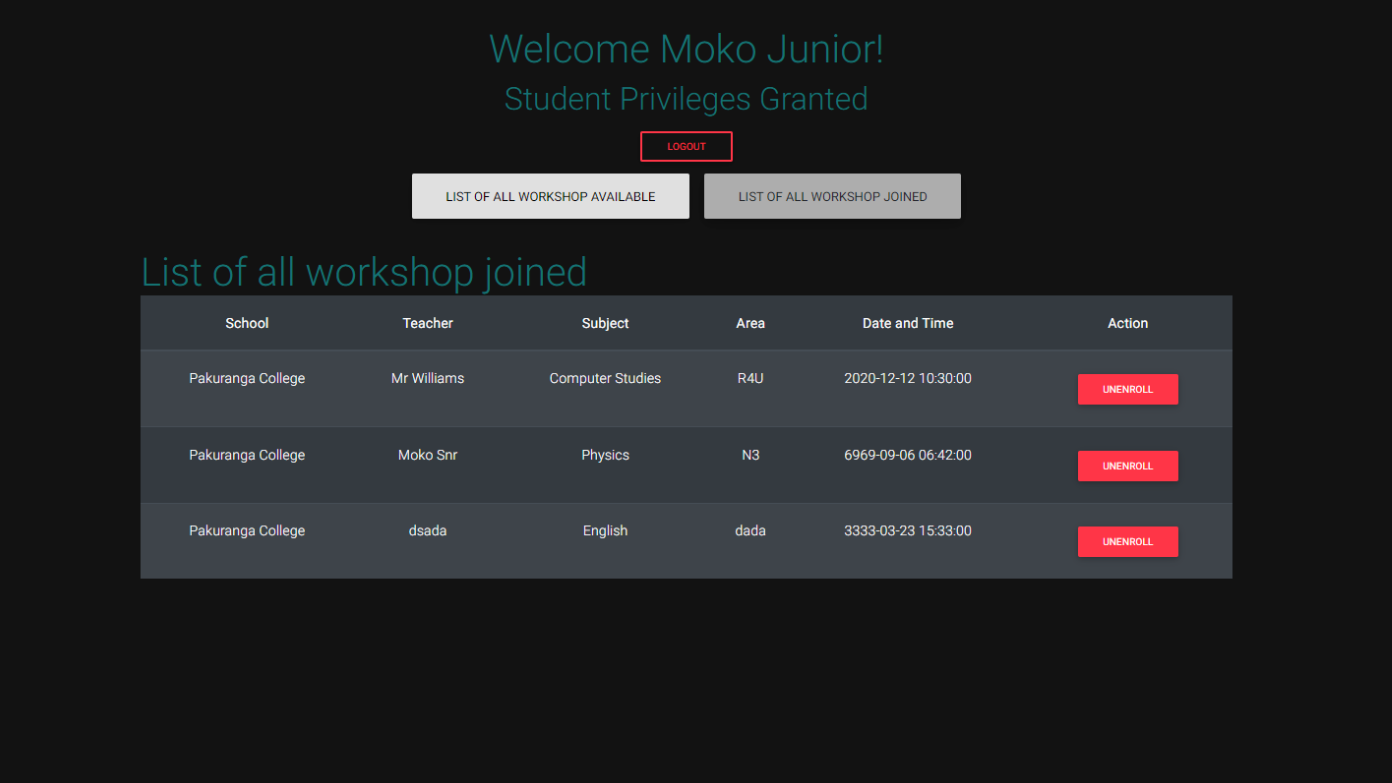 Welcome Moko Junior!
Student Privileges Granted
LOGOUT
LIST OF ALL WORKSHOP AVAILABLE LIST OF ALL WORKSHOP JOINED
List of all workshop joined
School Teacher Subject Area Date and Time Action
Pakuranga College Mr Williams Computer Studies R4U 2020-12-12 10:30:00 UNENROLL
Pakuranga College Moko Snr Physics N3 6969-09-06 06:42:00 UNENROLL
Pakuranga College dsada English dada 3333-03-23 15:33:00 UNENROLL